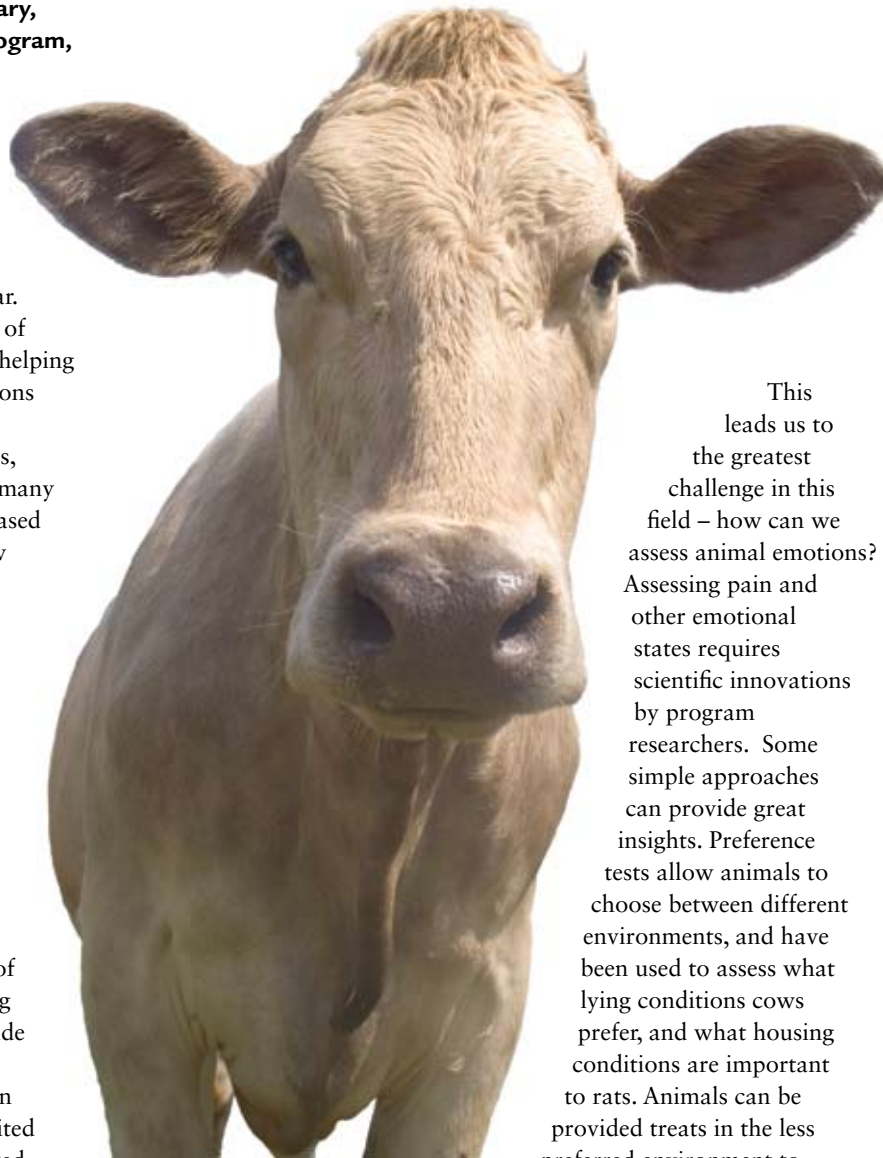 ary,
ogram,
ar.
of
helping
ons
s,
many
ased
of
g
de
n
ited
This
leads us to
the greatest
challenge in this
field – how can we
assess animal emotions?
Assessing pain and
other emotional
states requires
scientific innovations
by program
researchers. Some
simple approaches
can provide great
insights. Preference
tests allow animals to
choose between different
environments, and have
been used to assess what
lying conditions cows
prefer, and what housing
conditions are important
to rats. Animals can be
provided treats in the less
preferred environment to